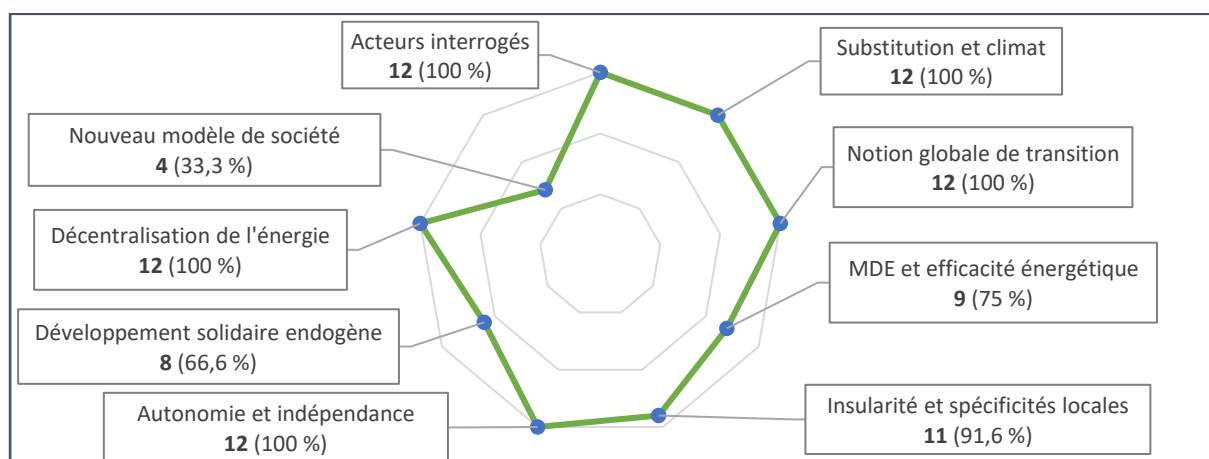 Acteurs interrogés
12 (100 %)
Substitution et climat
12 (100 %)
Nouveau modèle de société
4 (33,3 %)
Notion globale de transition
12 (100 %)
Décentralisation de l'énergie
12 (100 %)
MDE et efficacité énergétique
9 (75 %)
Développement solidaire endogène
8 (66,6 %)
Autonomie et indépendance
12 (100 %)
Insularité et spécificités locales
11 (91,6 %)